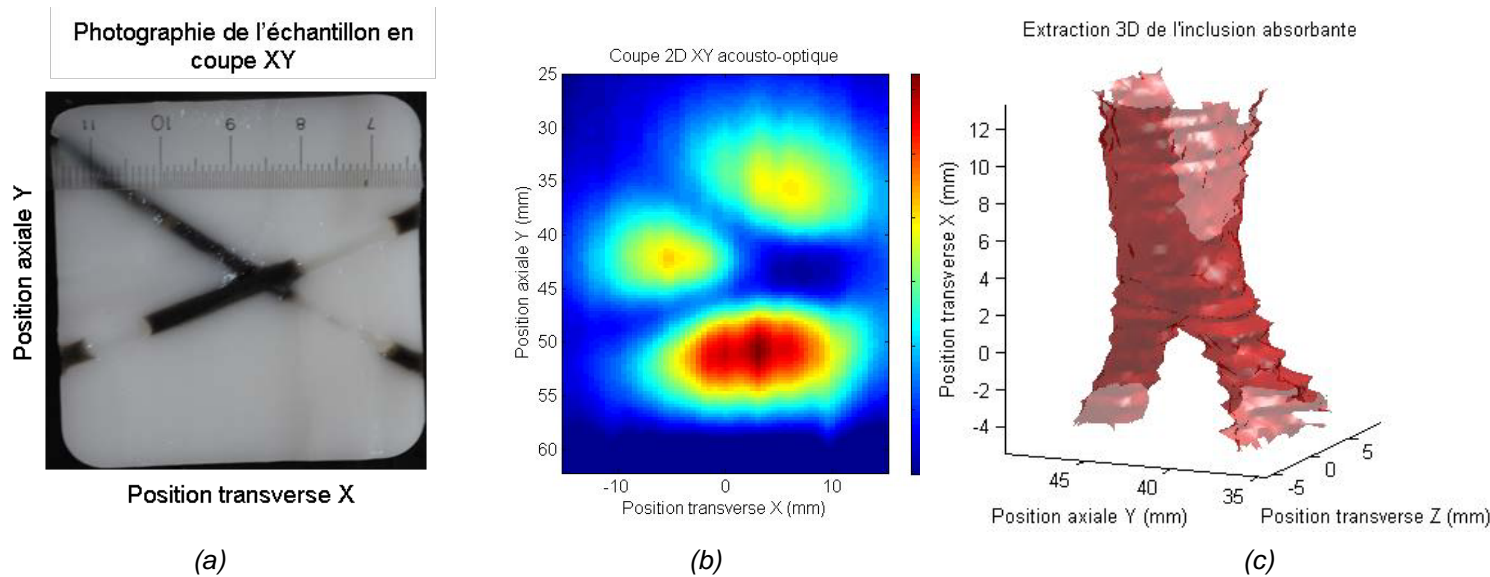 Photographie de l'échantillon en
coupe XY
11 10 9 8 7
Position axiale Y
Position transverse X
(a)
Coupe 2D XY acousto-optique
25
30
35
40
45
50
55
60
Position axiale Y (mm)
-10 0 10
Position transverse X (mm)
(b)
Extraction 3D de l'inclusion absorbante
12
10
8
6
4
2
0
-2
-4
Position transverse X (mm)
45 40 35
-5 0 5
Position axiale Y (mm)
Position transverse Z (mm)
(c)